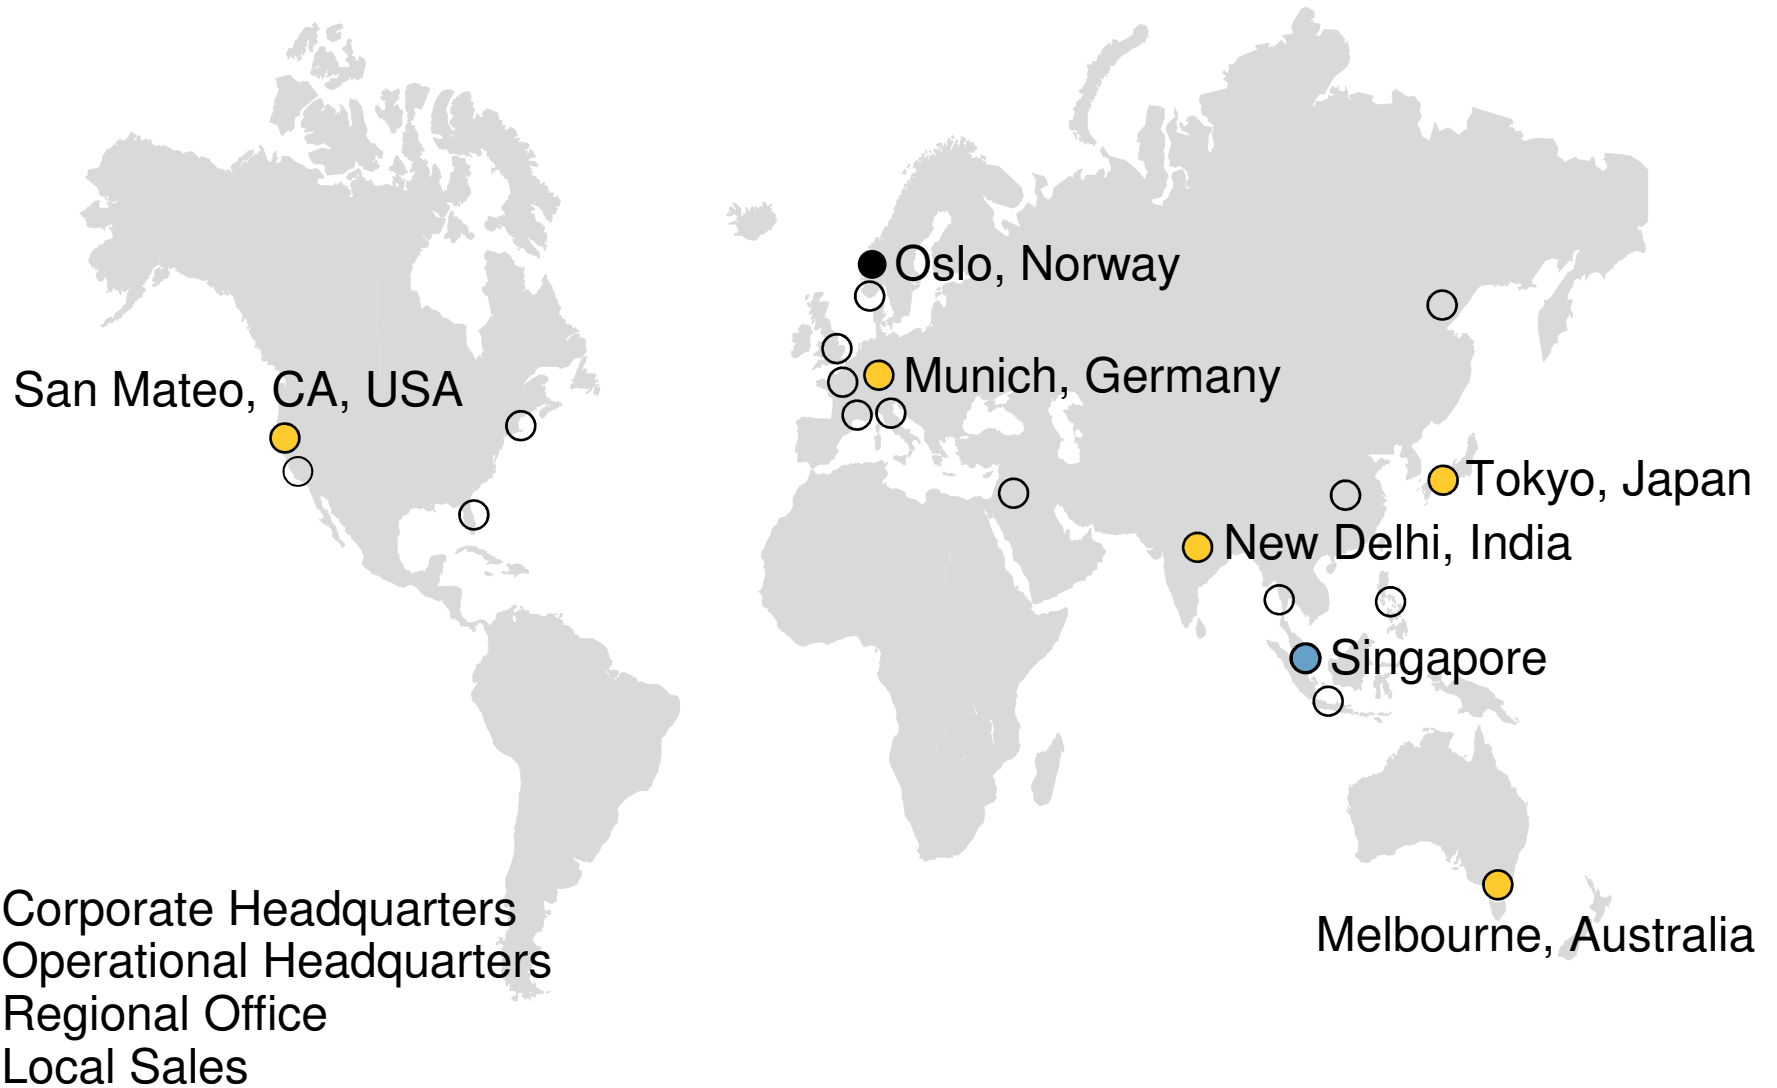 Oslo, Norway
Munich, Germany
San Mateo, CA, USA
Tokyo, Japan
New Delhi, India
Singapore
Melbourne, Australia
Corporate Headquarters
Operational Headquarters
Regional Office
Local Sales